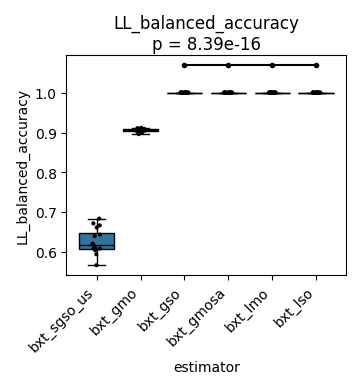 LL_balanced_accuracy
p = 8.39e-16
LL_balanced_accuracy
1.0
0.9
0.8
0.7
0.6
bxt_sgso_us
bxt_gmo
bxt_gso
bxt_gmosa
bxt_lmo
bxt_lso
estimator